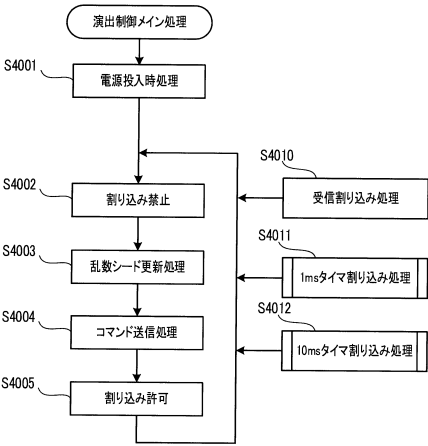 演出制御メイン処理
S4001
電源投入時処理
S4002
割り込み禁止
S4003
乱数シード更新処理
S4004
コマンド送信処理
S4005
割り込み許可
S4010
受信割り込み処理
S4011
1msタイマ割り込み処理
S4012
10msタイマ割り込み処理